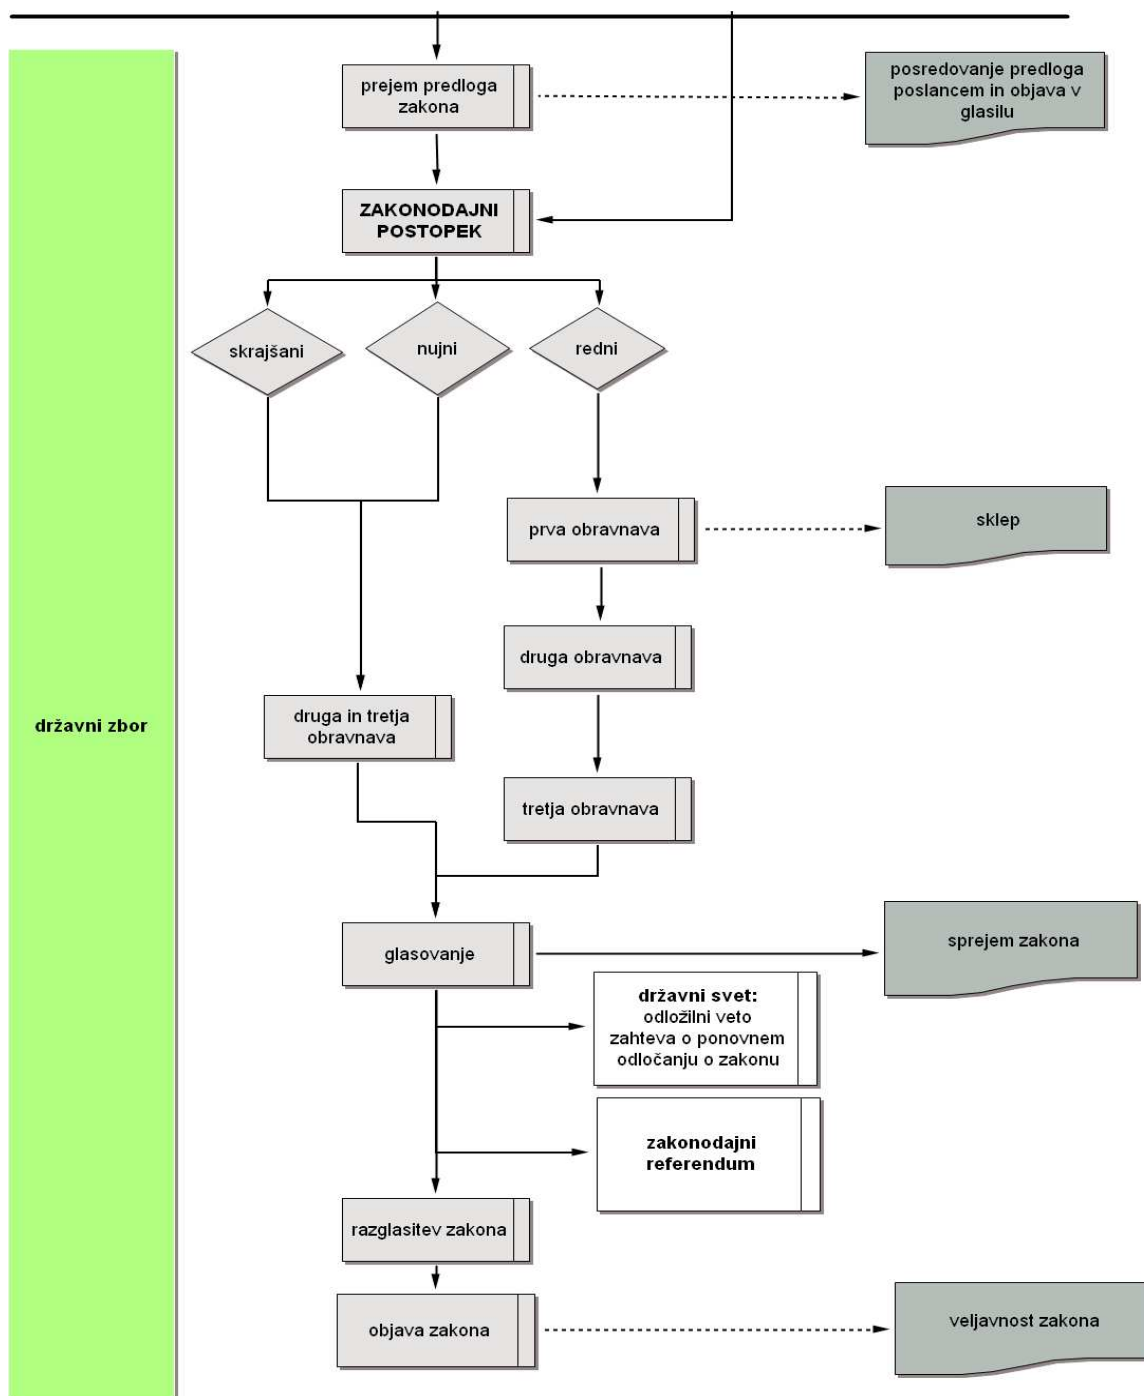 prejem predloga
zakona
posredovanje predloga
poslancem in objava v
glasilu
ZAKONODAJNI
POSTOPEK
skrajšani
nujni
redni
prva obravnava
sklep
druga obravnava
državni zbor
druga in tretja
obravnava
tretja obravnava
glasovanje
sprejem zakona
državni svet:
odložilni veto
zahteva o ponovnem
odločanju o zakonu
zakonodajni
referendum
razglasitev zakona
objava zakona
veljavnost zakona